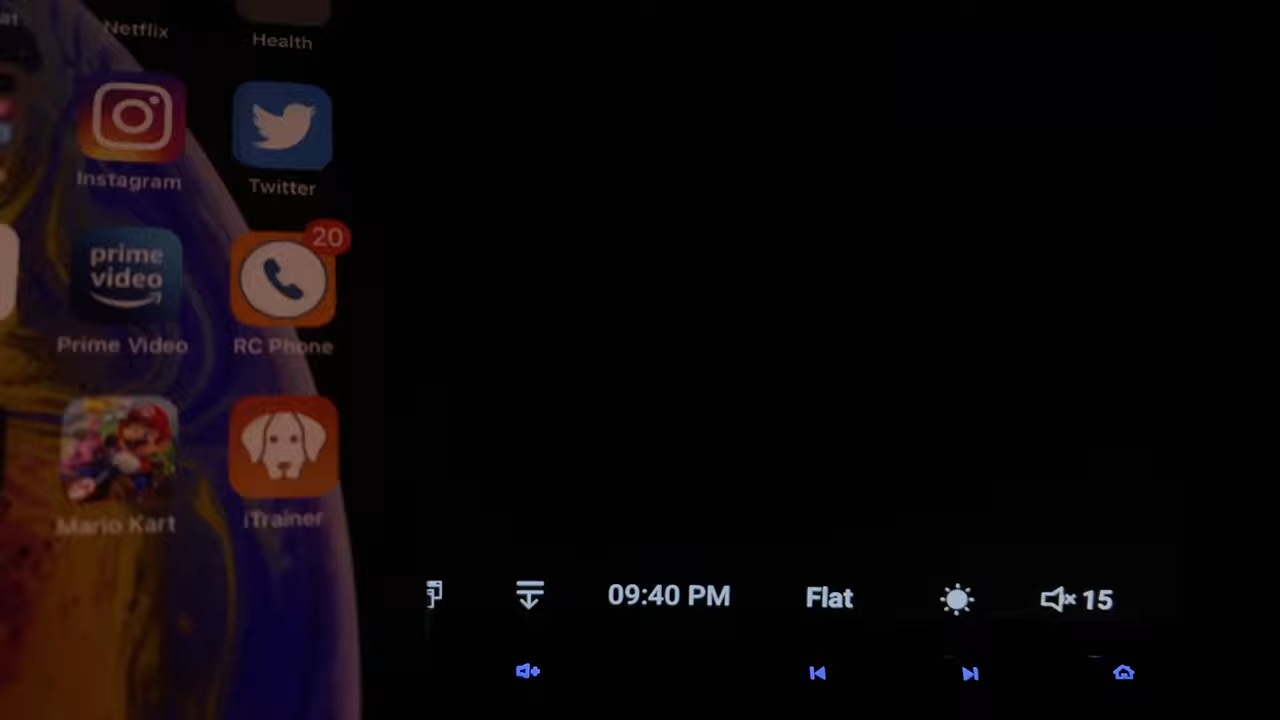 at
Netflix
Health
Instagram
Twitter
prime
video
20
Prime Video
RC Phone
Mario Kart
iTrainer
09:40 PM
Flat
15